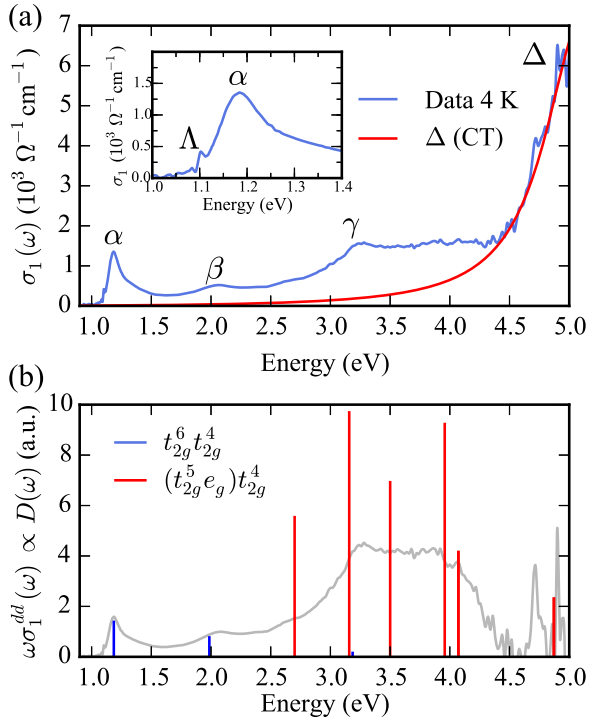 (a)
7
6
5
4
3
2
1
0
σ₁(ω) (10³ Ω⁻¹ cm⁻¹)
1.5
1.0
0.5
0.0
σ₁ (10³ Ω⁻¹ cm⁻¹)
Λ
α
1.0 1.1 1.2 1.3 1.4
Energy (eV)
Data 4 K
Δ (CT)
Δ
α
β
γ
1.0 1.5 2.0 2.5 3.0 3.5 4.0 4.5 5.0
Energy (eV)
(b)
10
8
6
4
2
0
ωσ₁ᵈᵈ(ω) ∝ D(ω) (a.u.)
t₂g⁶t₂g⁴
(t₂g⁵eg)t₂g⁴
1.0 1.5 2.0 2.5 3.0 3.5 4.0 4.5 5.0
Energy (eV)